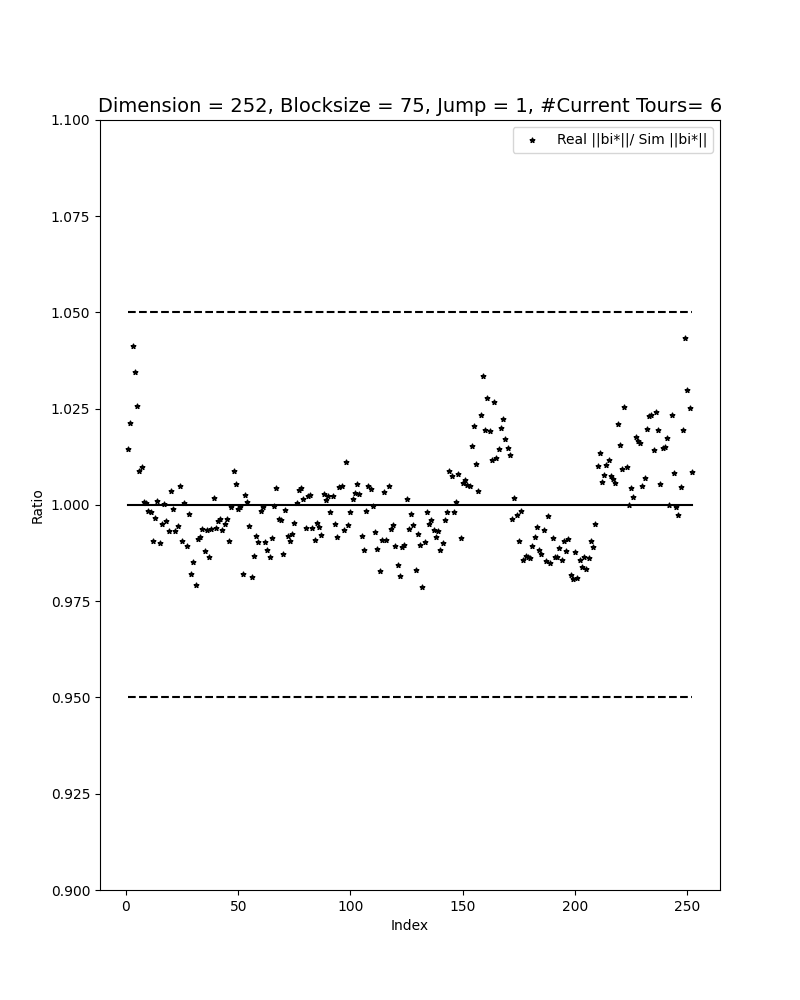 Dimension = 252, Blocksize = 75, Jump = 1, #Current Tours= 6
1.100
Real ||bi*||/ Sim ||bi*||
1.075
1.050
1.025
1.000
Ratio
0.975
0.950
0.925
0.900
0 50 100 150 200 250
Index